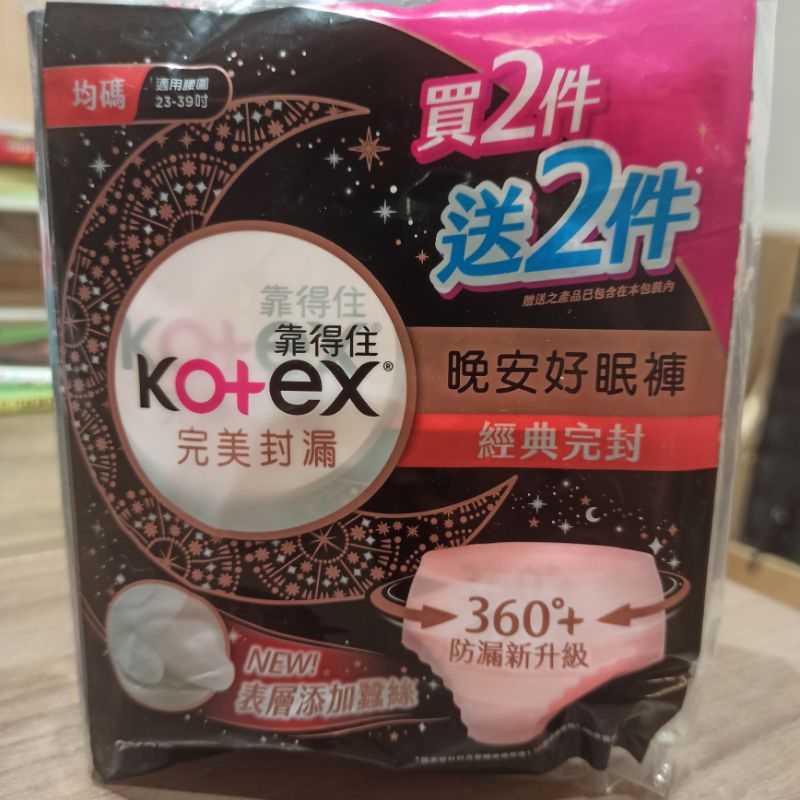 均碼
適用腰圍
23-39吋
買2件
送2件
贈送之產品已包含在本包裝內
靠得住
Kotex®
完美封漏
晚安好眠褲
經典完封
360°+
防漏新升級
NEW!
表層添加蠶絲